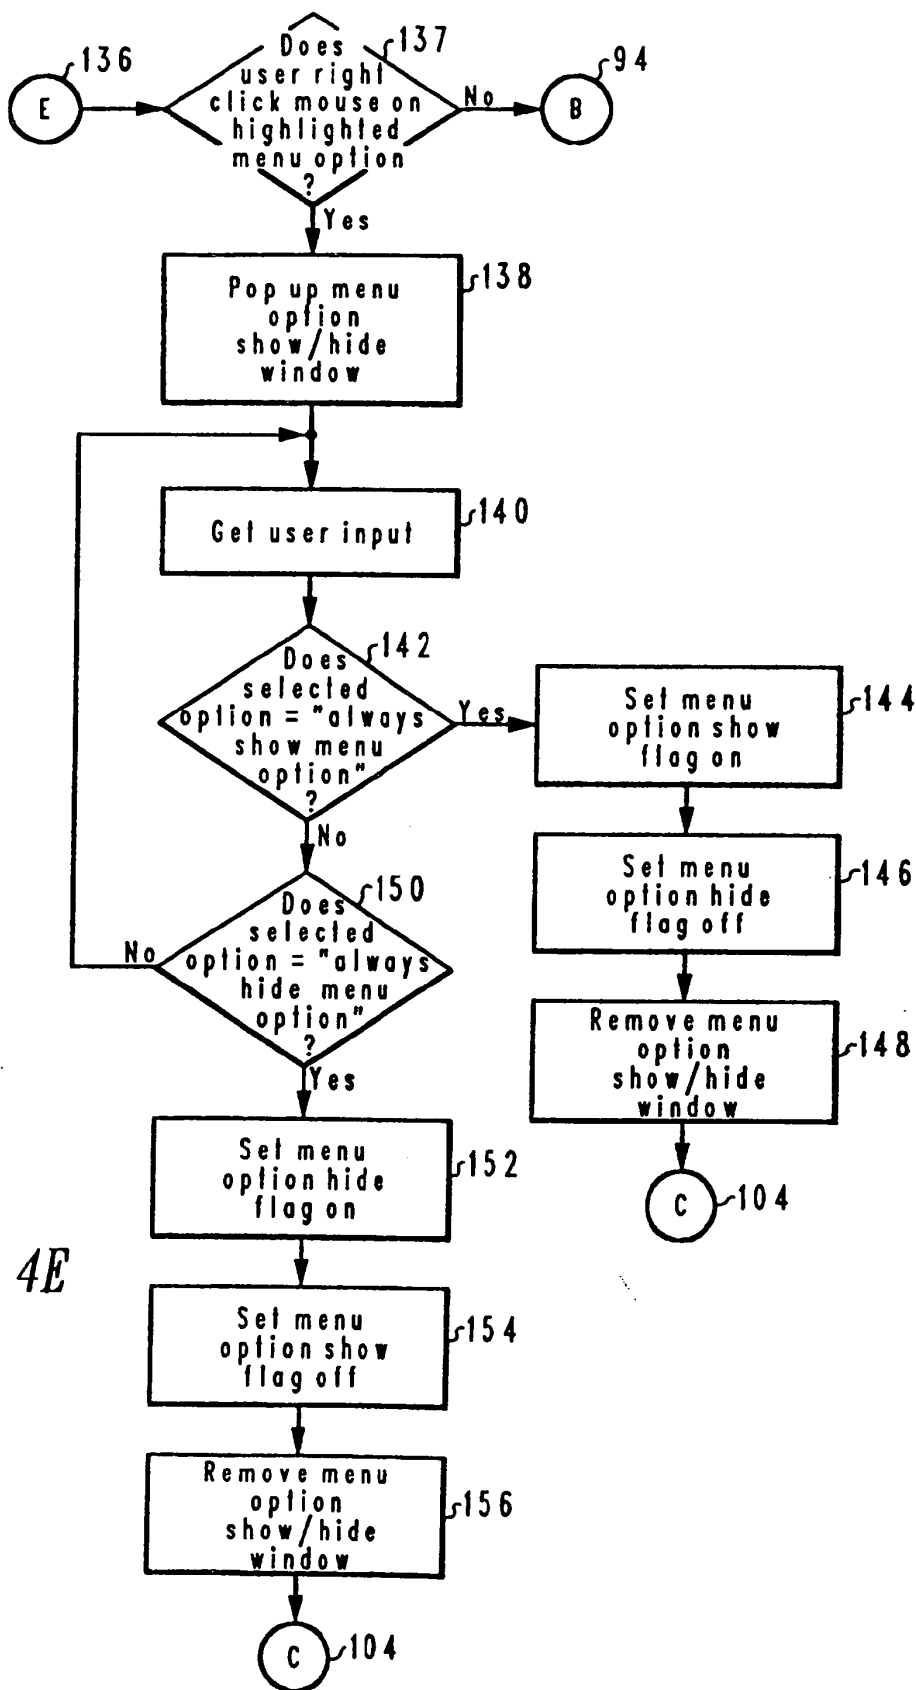 136
E
Does
user right
click mouse on
highlighted
menu option
?
137
No
94
B
Yes
Pop up menu
option
show/hide
window
138
Get user input
140
Does
selected
option = "always
show menu
option"
?
142
Yes
Set menu
option show
flag on
144
No
Set menu
option hide
flag off
146
Does
selected
option = "always
hide menu
option"
?
150
No
Remove menu
option
show/hide
window
148
Yes
C
104
Set menu
option hide
flag on
152
4E
Set menu
option show
flag off
154
Remove menu
option
show/hide
window
156
C
104